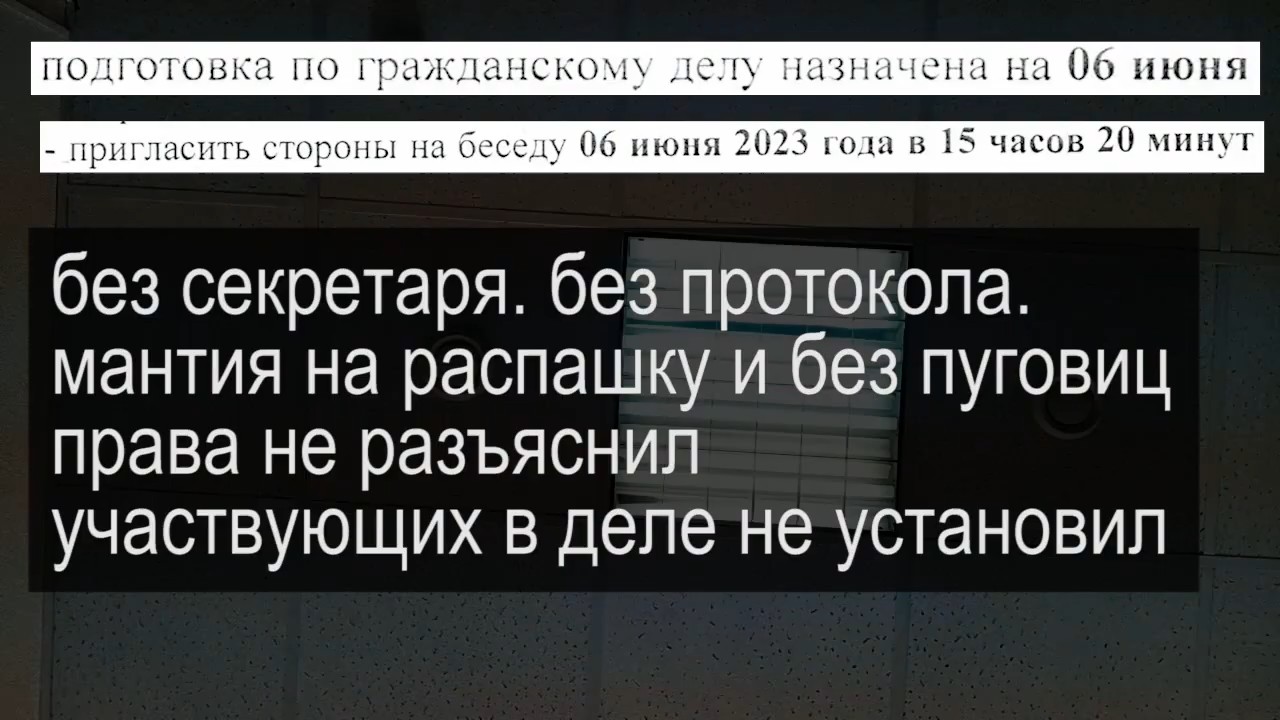 подготовка по гражданскому делу назначена на 06 июня
- пригласить стороны на беседу 06 июня 2023 года в 15 часов 20 минут
без секретаря. без протокола.
мантия на распашку и без пуговиц
права не разъяснил
участвующих в деле не установил